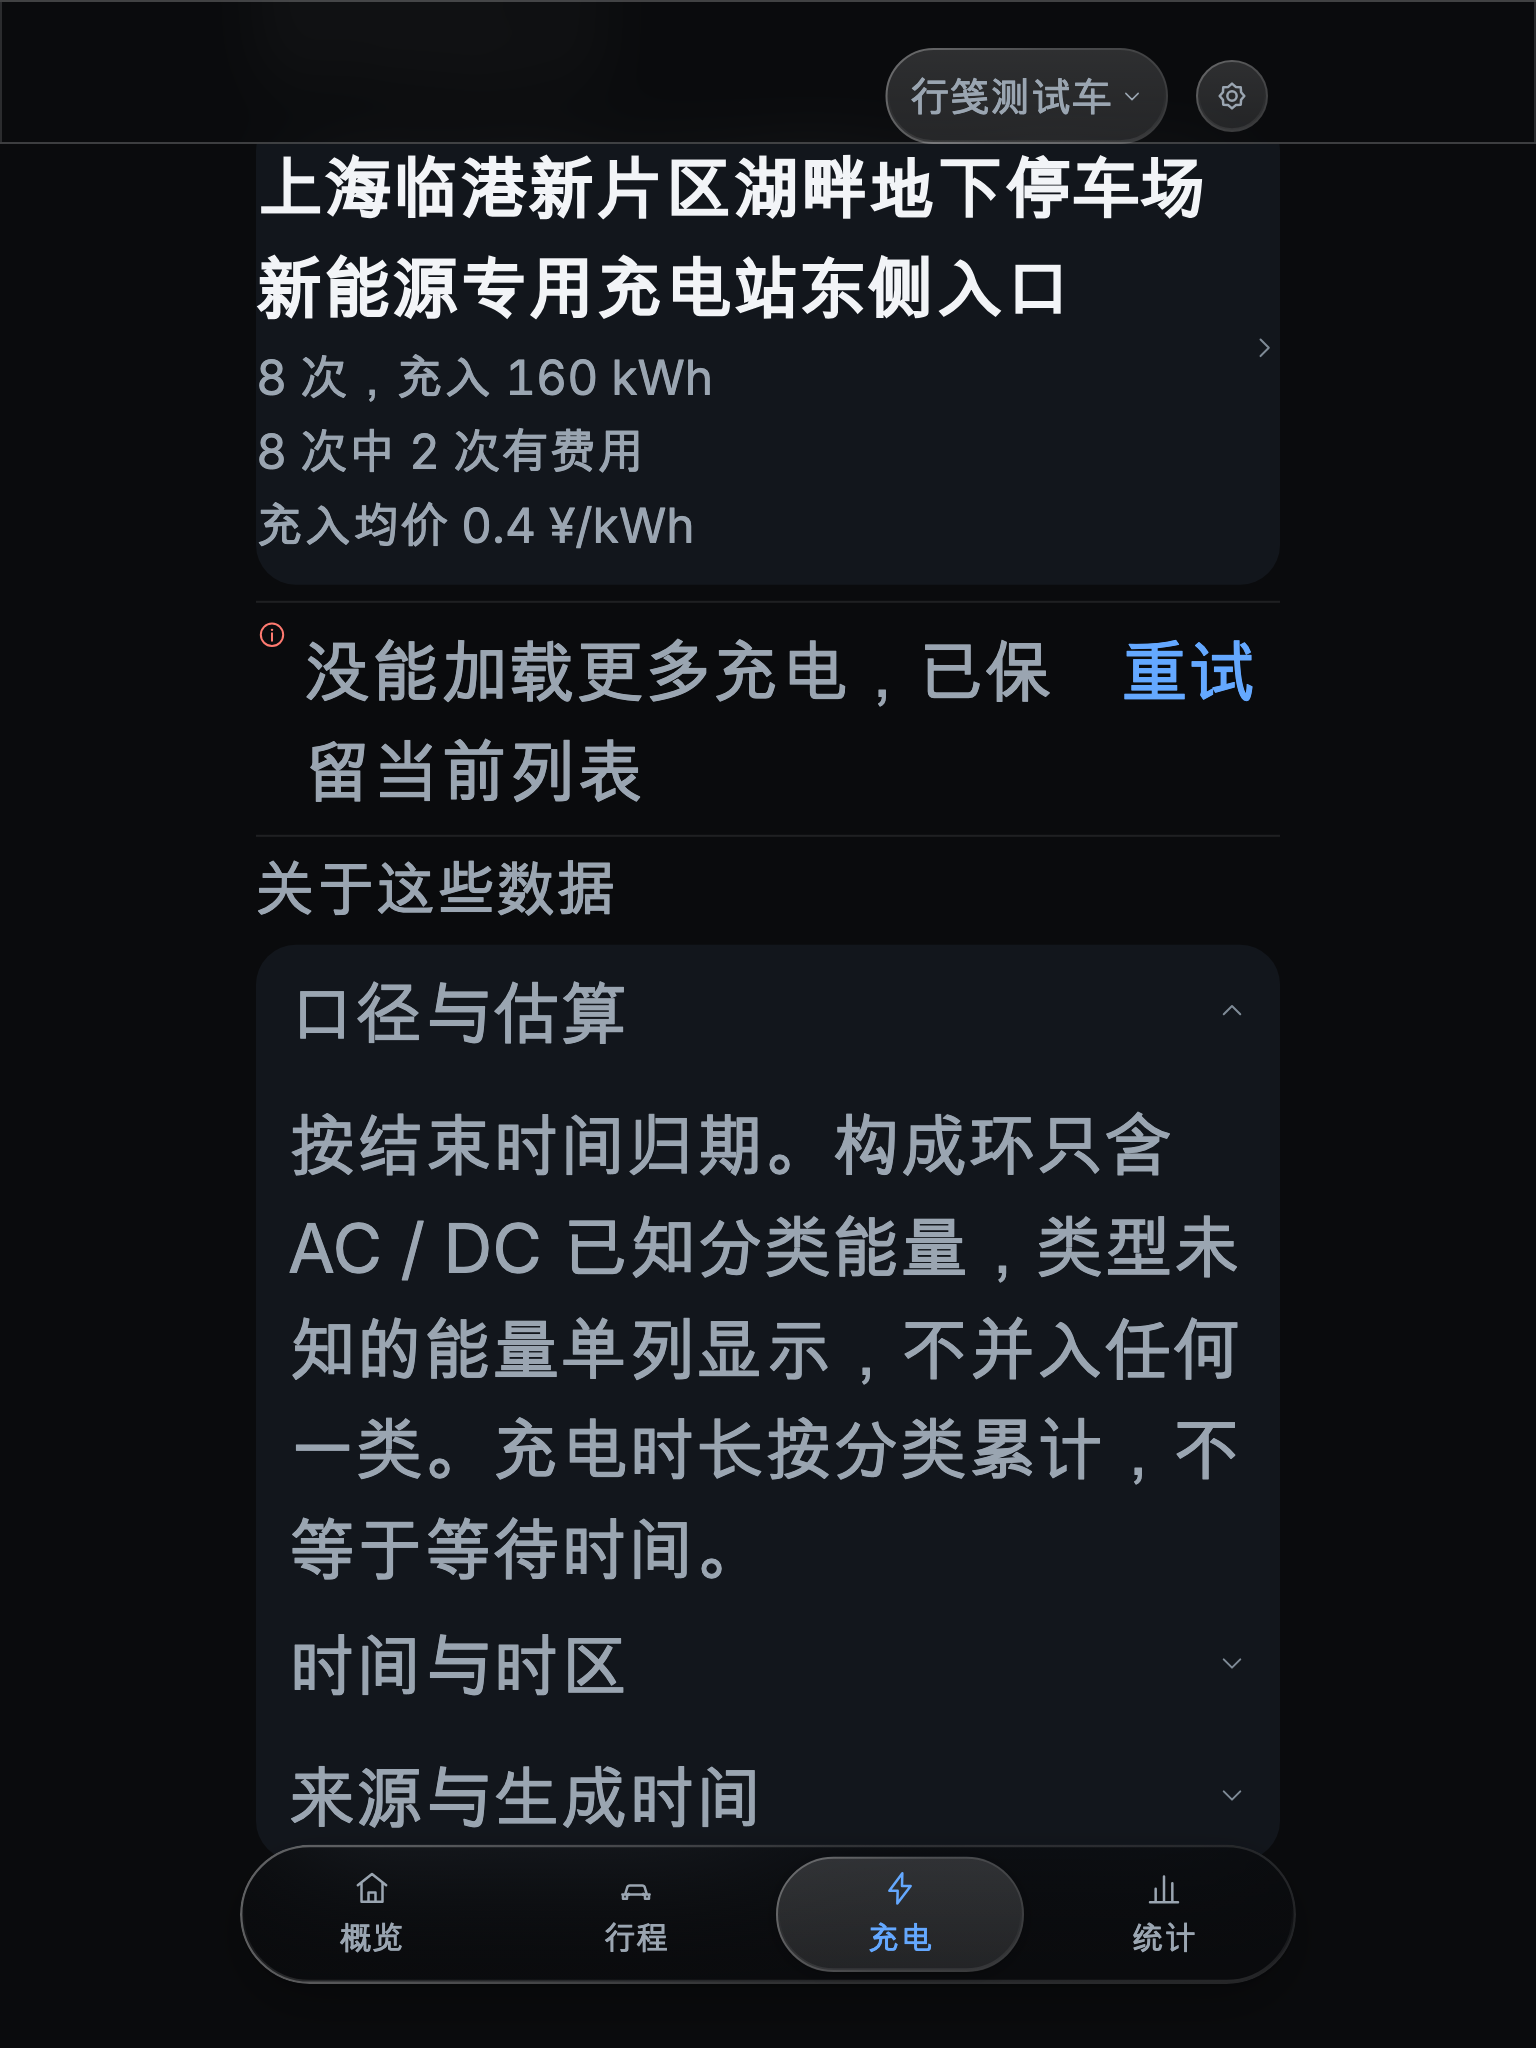 行笺测试车
上海临港新片区湖畔地下停车场
新能源专用充电站东侧入口
8 次，充入 160 kWh
8 次中 2 次有费用
充入均价 0.4 ¥/kWh
没能加载更多充电，已保
留当前列表
重试
关于这些数据
口径与估算
按结束时间归期。构成环只含
AC / DC 已知分类能量，类型未
知的能量单列显示，不并入任何
一类。充电时长按分类累计，不
等于等待时间。
时间与时区
来源与生成时间
概览
行程
充电
统计